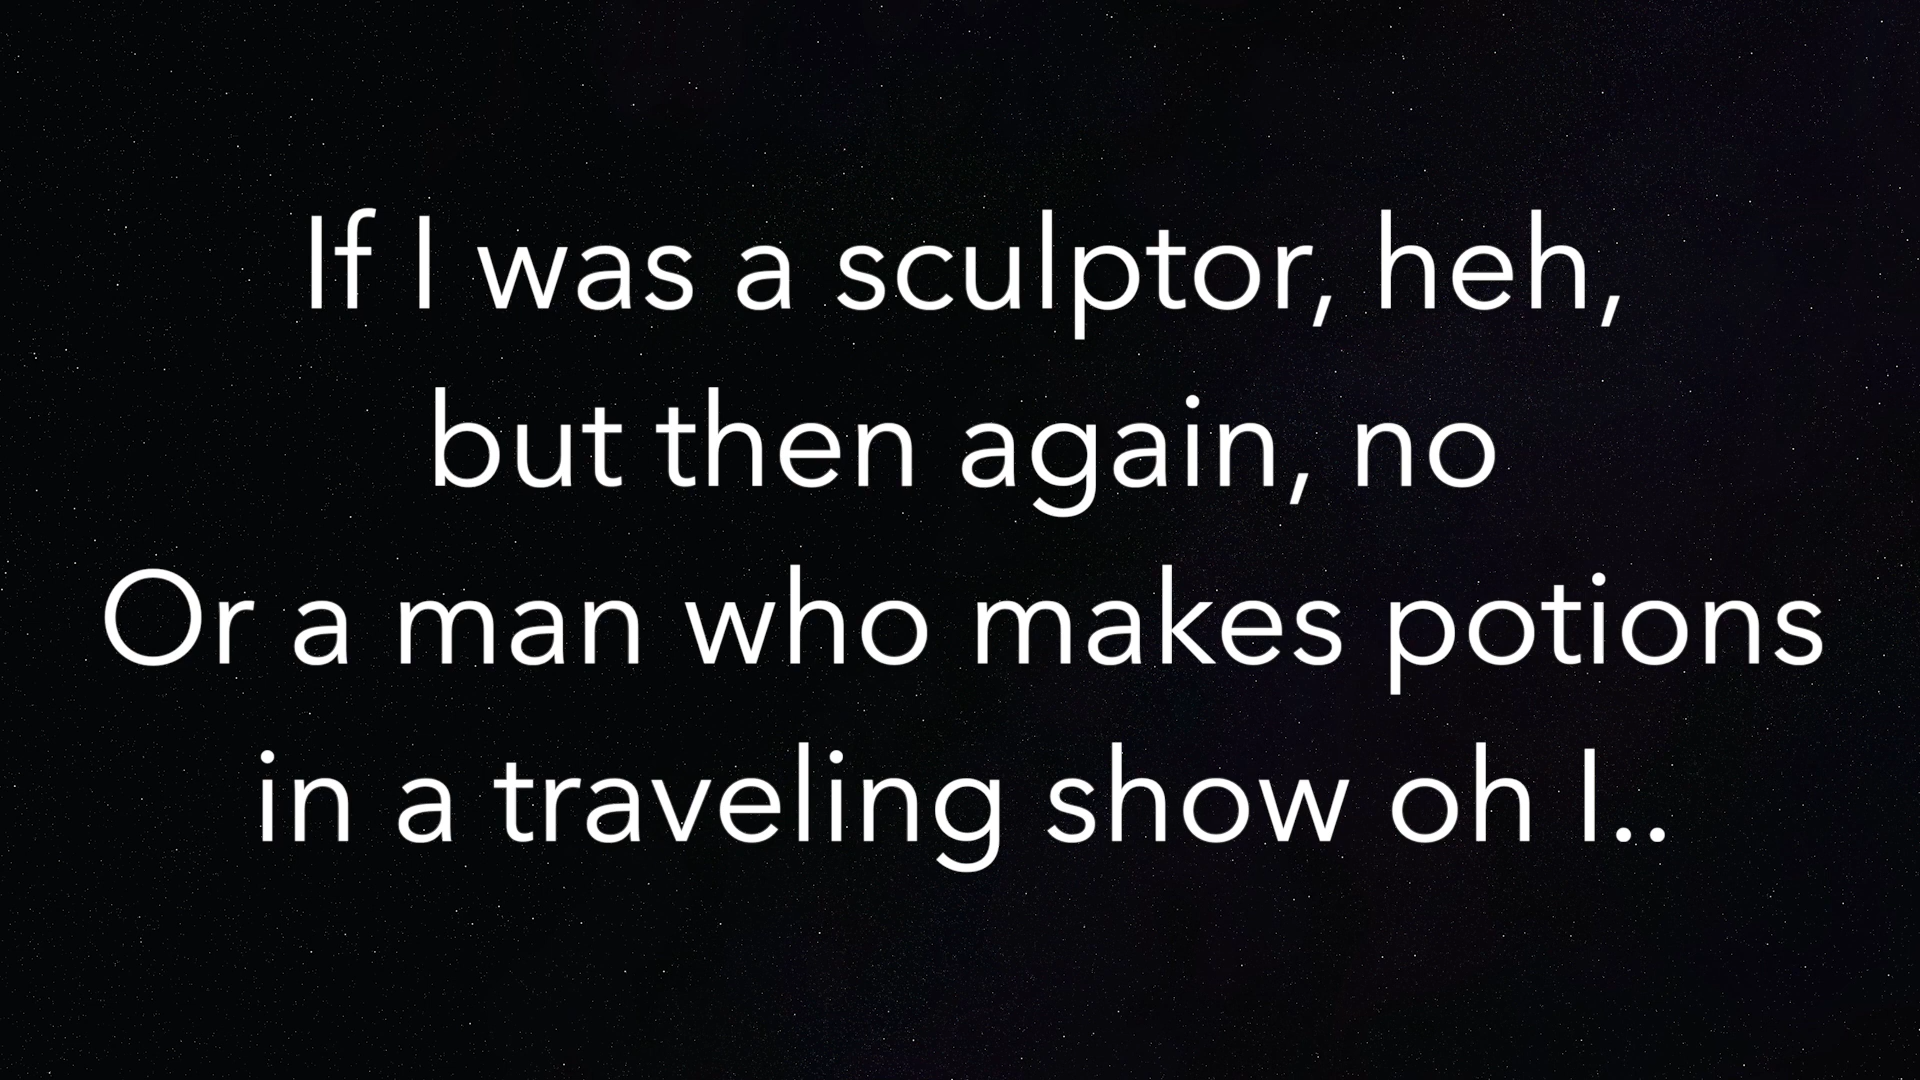 If I was a sculptor, heh,
but then again, no
Or a man who makes potions
in a traveling show oh I..